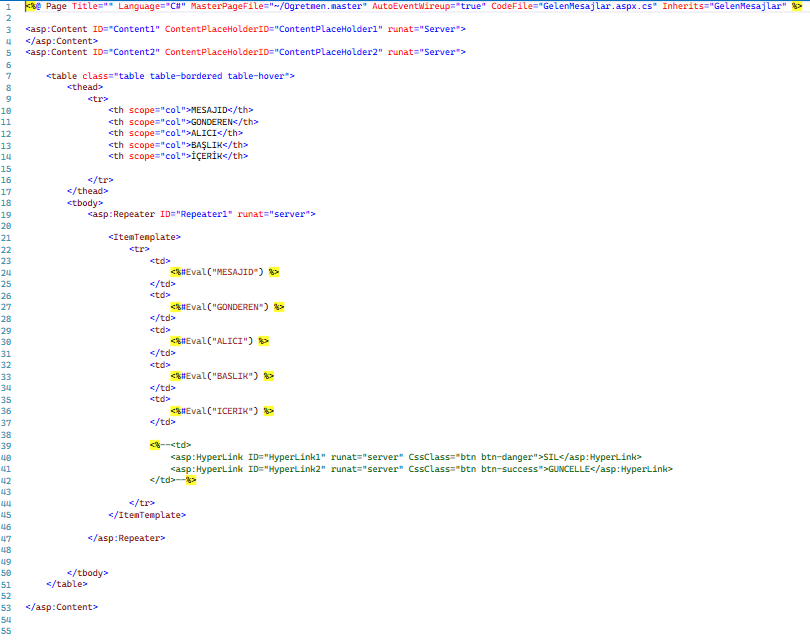 1 <%@ Page Title="" Language="C#" MasterPageFile="~/Ogretmen.master" AutoEventWireup="true" CodeFile="GelenMesajlar.aspx.cs" Inherits="GelenMesajlar" %>
2
3 <asp:Content ID="Content1" ContentPlaceHolderID="ContentPlaceHolder1" runat="Server">
4 </asp:Content>
5 <asp:Content ID="Content2" ContentPlaceHolderID="ContentPlaceHolder2" runat="Server">
6
7     <table class="table table-bordered table-hover">
8         <thead>
9             <tr>
10                 <th scope="col">MESAJID</th>
11                 <th scope="col">GONDEREN</th>
12                 <th scope="col">ALICI</th>
13                 <th scope="col">BAŞLIK</th>
14                 <th scope="col">İÇERİK</th>
15
16             </tr>
17         </thead>
18         <tbody>
19             <asp:Repeater ID="Repeater1" runat="server">
20
21                 <ItemTemplate>
22                     <tr>
23                         <td>
24                             <%#Eval("MESAJID") %>
25                         </td>
26                         <td>
27                             <%#Eval("GONDEREN") %>
28                         </td>
29                         <td>
30                             <%#Eval("ALICI") %>
31                         </td>
32                         <td>
33                             <%#Eval("BASLIK") %>
34                         </td>
35                         <td>
36                             <%#Eval("ICERIK") %>
37                         </td>
38
39                         <%--<td>
40                             <asp:HyperLink ID="HyperLink1" runat="server" CssClass="btn btn-danger">SIL</asp:HyperLink>
41                             <asp:HyperLink ID="HyperLink2" runat="server" CssClass="btn btn-success">GUNCELLE</asp:HyperLink>
42                         </td>--%>
43
44                     </tr>
45                 </ItemTemplate>
46
47             </asp:Repeater>
48
49
50         </tbody>
51     </table>
52
53 </asp:Content>
54
55